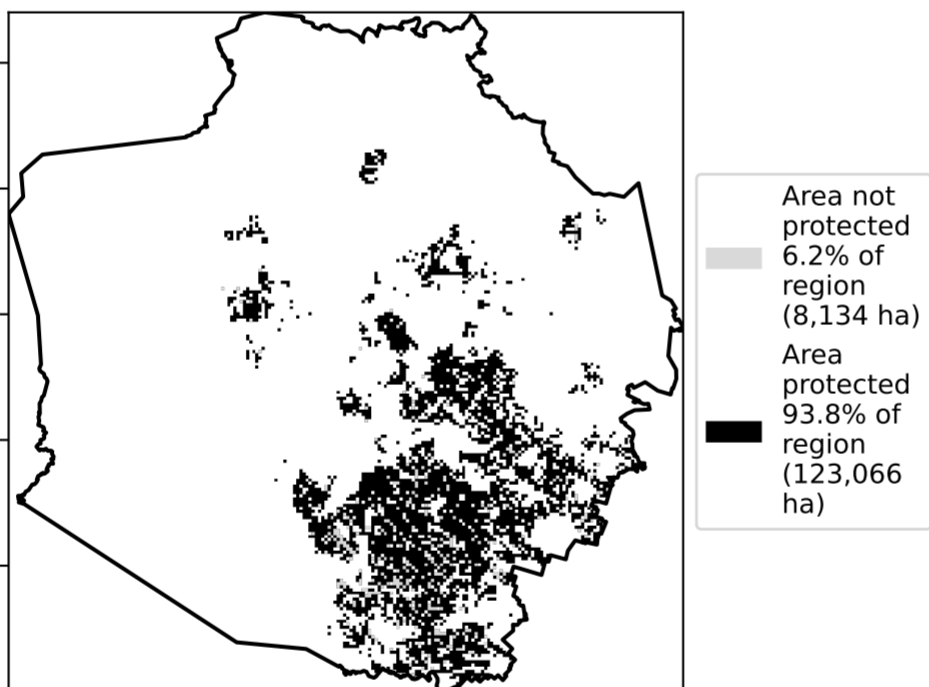 Area not
protected
6.2% of
region
(8,134 ha)
Area
protected
93.8% of
region
(123,066
ha)